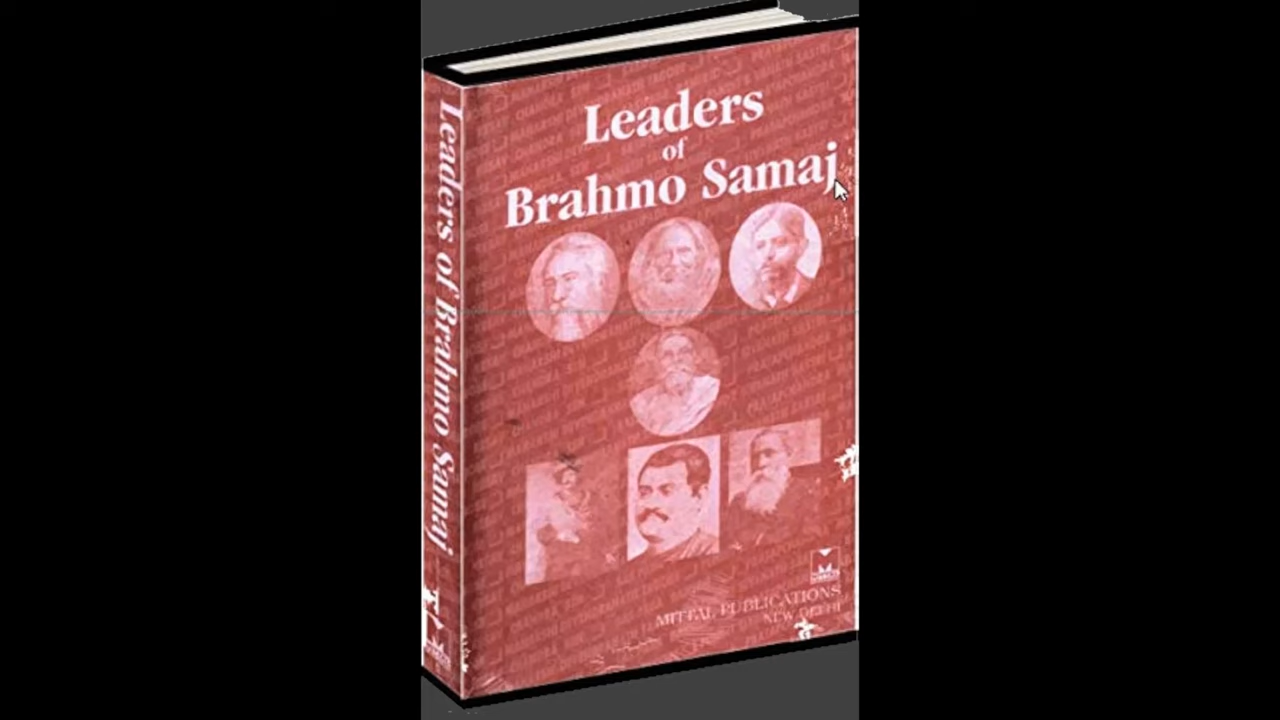 Leaders
of
Brahmo Samaj
MITTAL PUBLICATIONS
NEW DELHI
Leaders of Brahmo Samaj